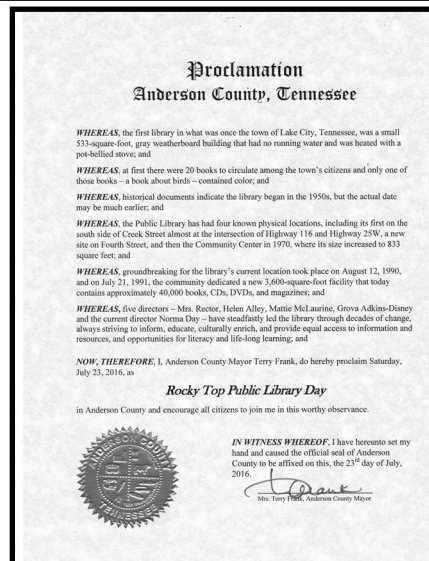 Proclamation
Anderson County, Tennessee
WHEREAS, the first library in what was once the town of Lake City, Tennessee, was a small
533-square-foot, gray weatherboard building that had no running water and was heated with a
pot-bellied stove; and
WHEREAS, at first there were 20 books to circulate among the town's citizens and only one of
those books – a book about birds – contained color; and
WHEREAS, historical documents indicate the library began in the 1950s, but the actual date
may be much earlier; and
WHEREAS, the Public Library has had four known physical locations, including its first on the
south side of Creek Street almost at the intersection of Highway 116 and Highway 25W, a new
site on Fourth Street, and then the Community Center in 1970, where its size increased to 833
square feet; and
WHEREAS, groundbreaking for the library's current location took place on August 12, 1990,
and on July 21, 1991, the community dedicated a new 3,600-square-foot facility that today
contains approximately 40,000 books, CDs, DVDs, and magazines; and
WHEREAS, five directors – Mrs. Rector, Helen Alley, Mattie McLaurine, Grova Adkins-Disney
and the current director Norma Day – have steadfastly led the library through decades of change,
always striving to inform, educate, culturally enrich, and provide equal access to information and
resources, and opportunities for literacy and life-long learning; and
NOW, THEREFORE, I, Anderson County Mayor Terry Frank, do hereby proclaim Saturday,
July 23, 2016, as
Rocky Top Public Library Day
in Anderson County and encourage all citizens to join me in this worthy observance.
IN WITNESS WHEREOF, I have hereunto set my
hand and caused the official seal of Anderson
County to be affixed on this, the 23rd day of July,
2016.
Mrs. Terry Frank, Anderson County Mayor
ANDERSON COUNTY
TENNESSEE